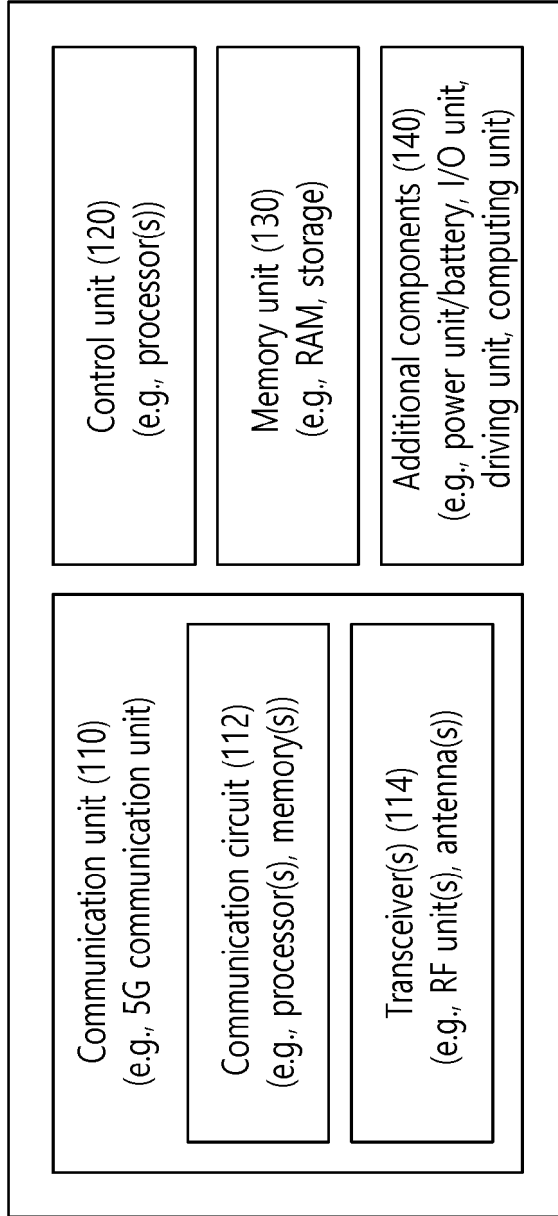 Communication unit (110)
(e.g., 5G communication unit)
Communication circuit (112)
(e.g., processor(s), memory(s))
Transceiver(s) (114)
(e.g., RF unit(s), antenna(s))
Control unit (120)
(e.g., processor(s))
Memory unit (130)
(e.g., RAM, storage)
Additional components (140)
(e.g., power unit/battery, I/O unit,
driving unit, computing unit)